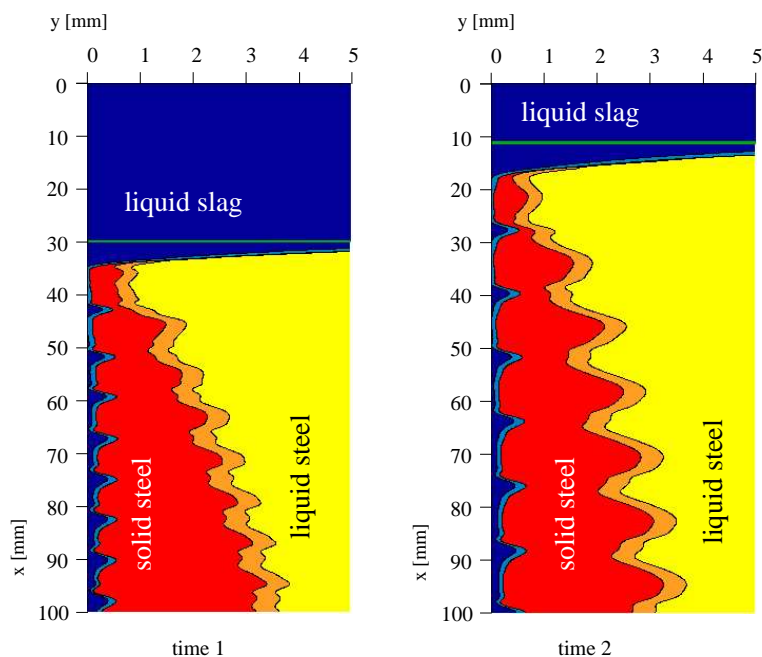 y [mm]
0 1 2 3 4 5
0
10
20
30
40
50
60
70
80
90
100
x [mm]
liquid slag
solid steel
liquid steel
time 1
y [mm]
0 1 2 3 4 5
0
10
20
30
40
50
60
70
80
90
100
x [mm]
liquid slag
solid steel
liquid steel
time 2